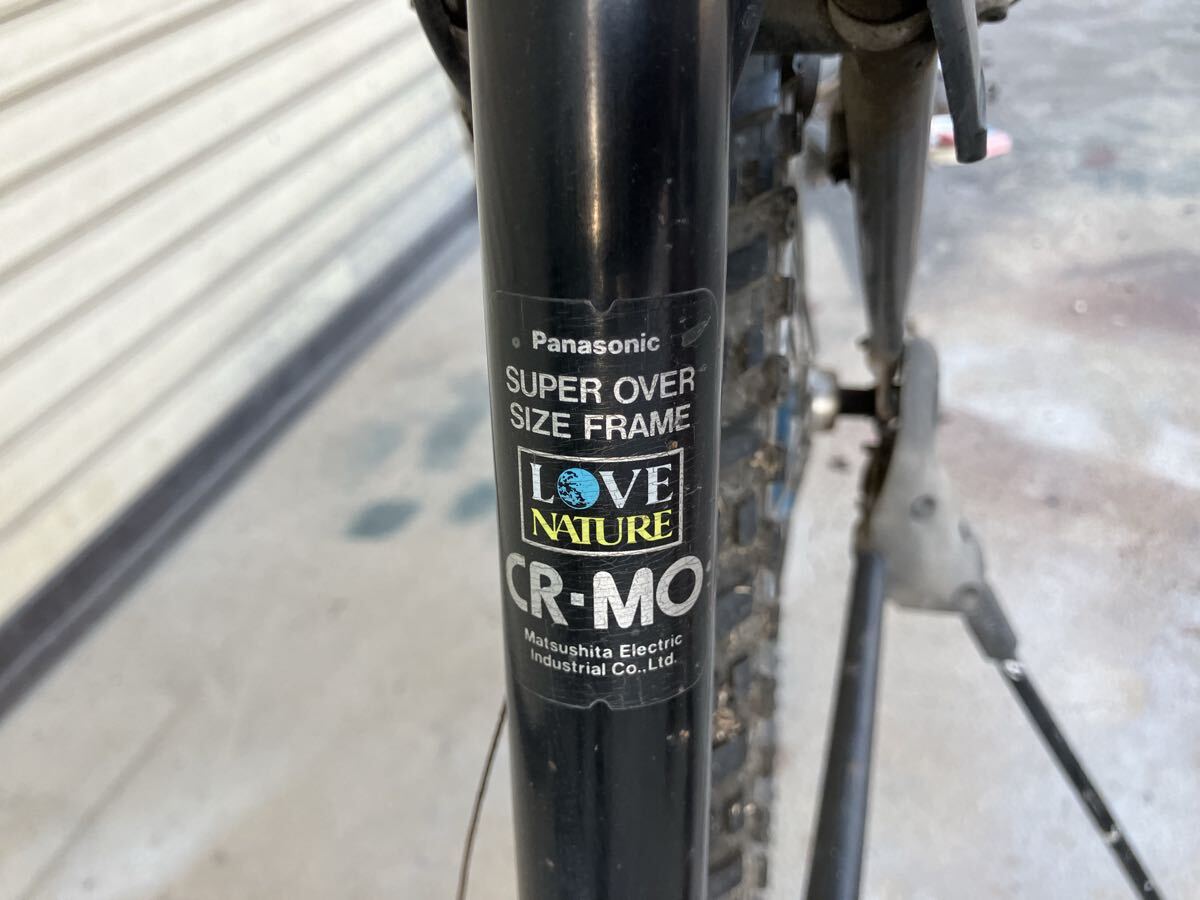 Panasonic
SUPER OVER
SIZE FRAME
LOVE
NATURE
CR-MO
Matsushita Electric
Industrial Co.,Ltd.